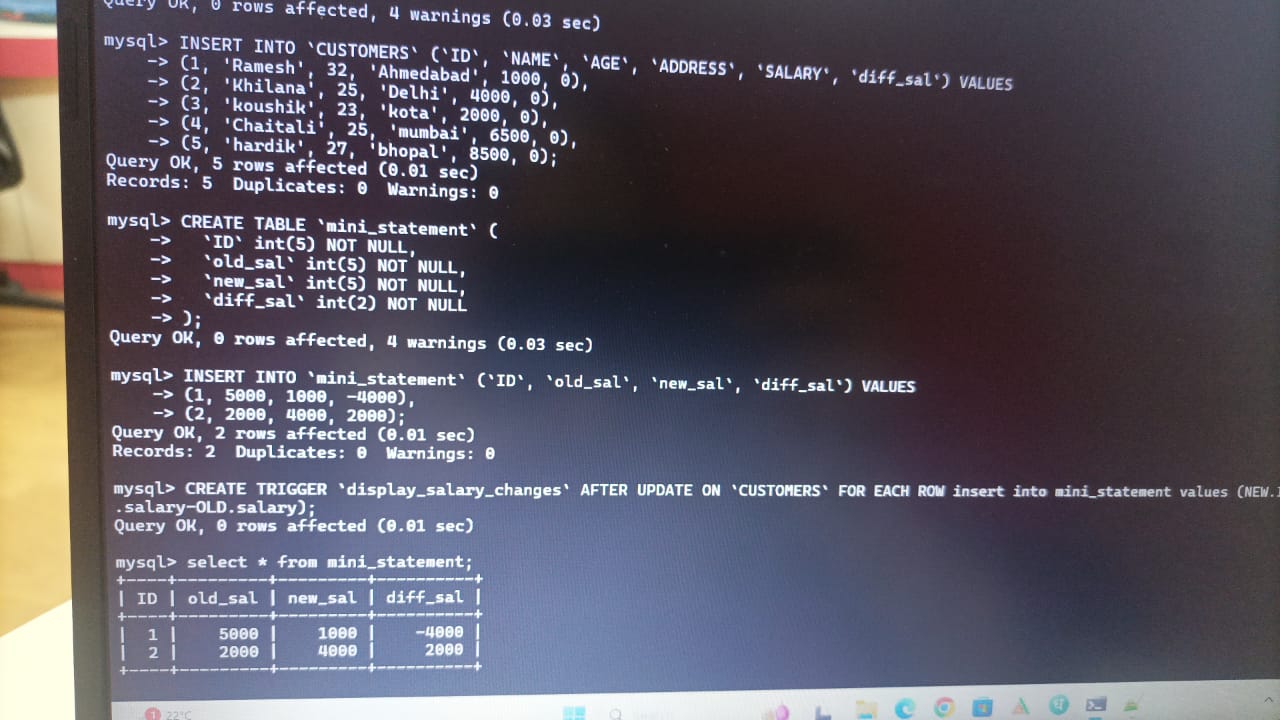 Query OK, 0 rows affected, 4 warnings (0.03 sec)
mysql> INSERT INTO `CUSTOMERS` (`ID`, `NAME`, `AGE`, `ADDRESS`, `SALARY`, `diff_sal`) VALUES
-> (1, 'Ramesh', 32, 'Ahmedabad', 1000, 0),
-> (2, 'Khilana', 25, 'Delhi', 4000, 0),
-> (3, 'koushik', 23, 'kota', 2000, 0),
-> (4, 'Chaitali', 25, 'mumbai', 6500, 0),
-> (5, 'hardik', 27, 'bhopal', 8500, 0);
Query OK, 5 rows affected (0.01 sec)
Records: 5  Duplicates: 0  Warnings: 0
mysql> CREATE TABLE `mini_statement` (
->   `ID` int(5) NOT NULL,
->   `old_sal` int(5) NOT NULL,
->   `new_sal` int(5) NOT NULL,
->   `diff_sal` int(2) NOT NULL
-> );
Query OK, 0 rows affected, 4 warnings (0.03 sec)
mysql> INSERT INTO `mini_statement` (`ID`, `old_sal`, `new_sal`, `diff_sal`) VALUES
-> (1, 5000, 1000, -4000),
-> (2, 2000, 4000, 2000);
Query OK, 2 rows affected (0.01 sec)
Records: 2  Duplicates: 0  Warnings: 0
mysql> CREATE TRIGGER `display_salary_changes` AFTER UPDATE ON `CUSTOMERS` FOR EACH ROW insert into mini_statement values (NEW.
.salary-OLD.salary);
Query OK, 0 rows affected (0.01 sec)
mysql> select * from mini_statement;
+----+---------+---------+----------+
| ID | old_sal | new_sal | diff_sal |
+----+---------+---------+----------+
|  1 |    5000 |    1000 |    -4000 |
|  2 |    2000 |    4000 |     2000 |
+----+---------+---------+----------+
1 22°C